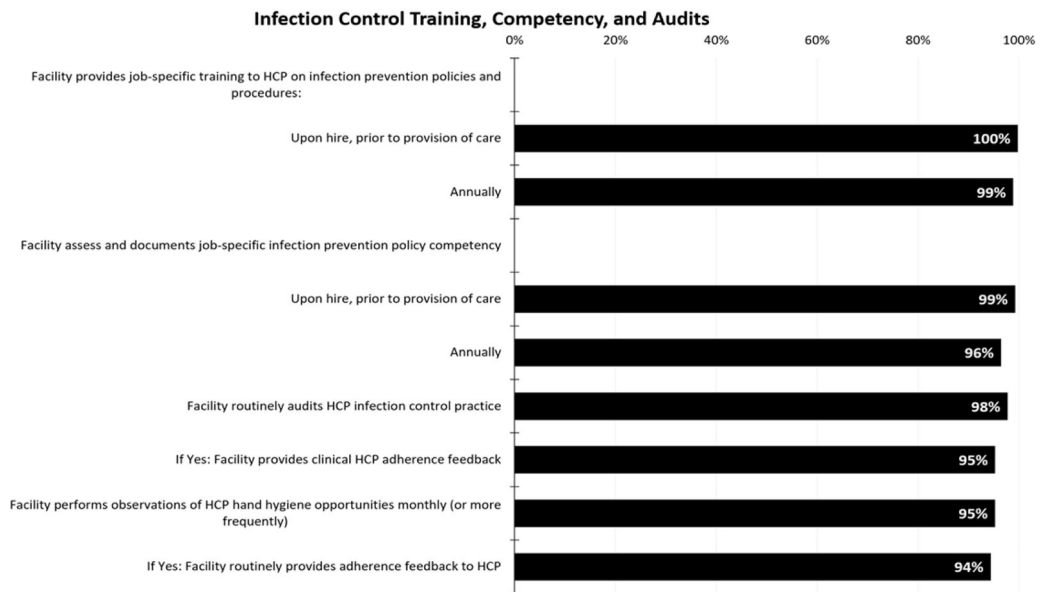 Infection Control Training, Competency, and Audits
0% 20% 40% 60% 80% 100%
Facility provides job-specific training to HCP on infection prevention policies and
procedures:
Upon hire, prior to provision of care 100%
Annually 99%
Facility assess and documents job-specific infection prevention policy competency
Upon hire, prior to provision of care 99%
Annually 96%
Facility routinely audits HCP infection control practice 98%
If Yes: Facility provides clinical HCP adherence feedback 95%
Facility performs observations of HCP hand hygiene opportunities monthly (or more
frequently) 95%
If Yes: Facility routinely provides adherence feedback to HCP 94%